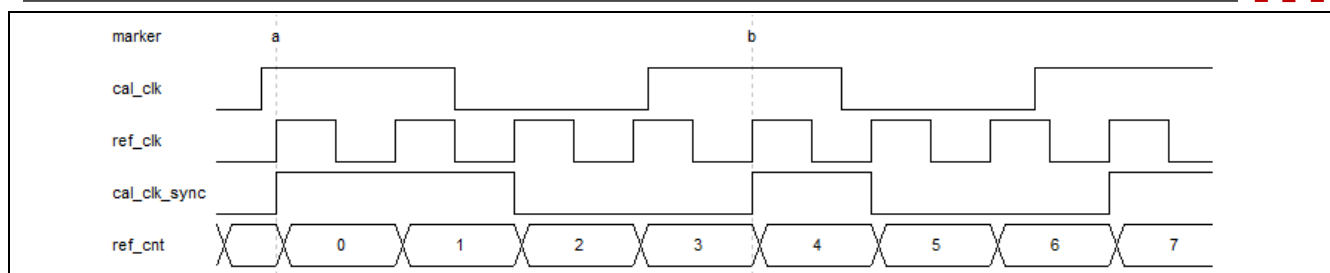 marker a b
cal_clk
ref_clk
cal_clk_sync
ref_cnt 0 1 2 3 4 5 6 7